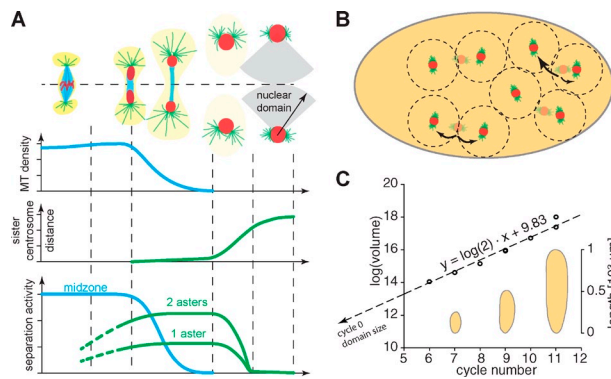 A
nuclear
domain
MT density
sister
centrosome
distance
separation activity
midzone
2 asters
1 aster
B
C
log(volume)
20
18
16
14
12
10
y = log(2) · x + 9.83
cycle 0
domain size
1
0.5
0
5 6 7 8 9 10 11 12
cycle number